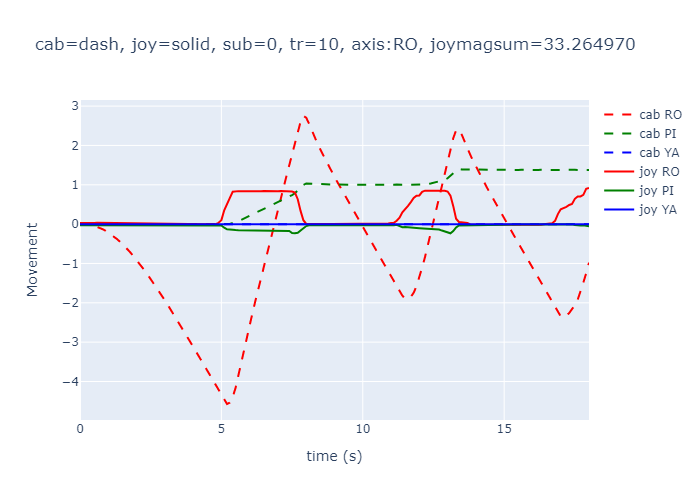 cab=dash, joy=solid, sub=0, tr=10, axis:RO, joymagsum=33.264970
3
2
1
0
−1
−2
−3
−4
Movement
0
5
10
15
time (s)
cab RO
cab PI
cab YA
joy RO
joy PI
joy YA